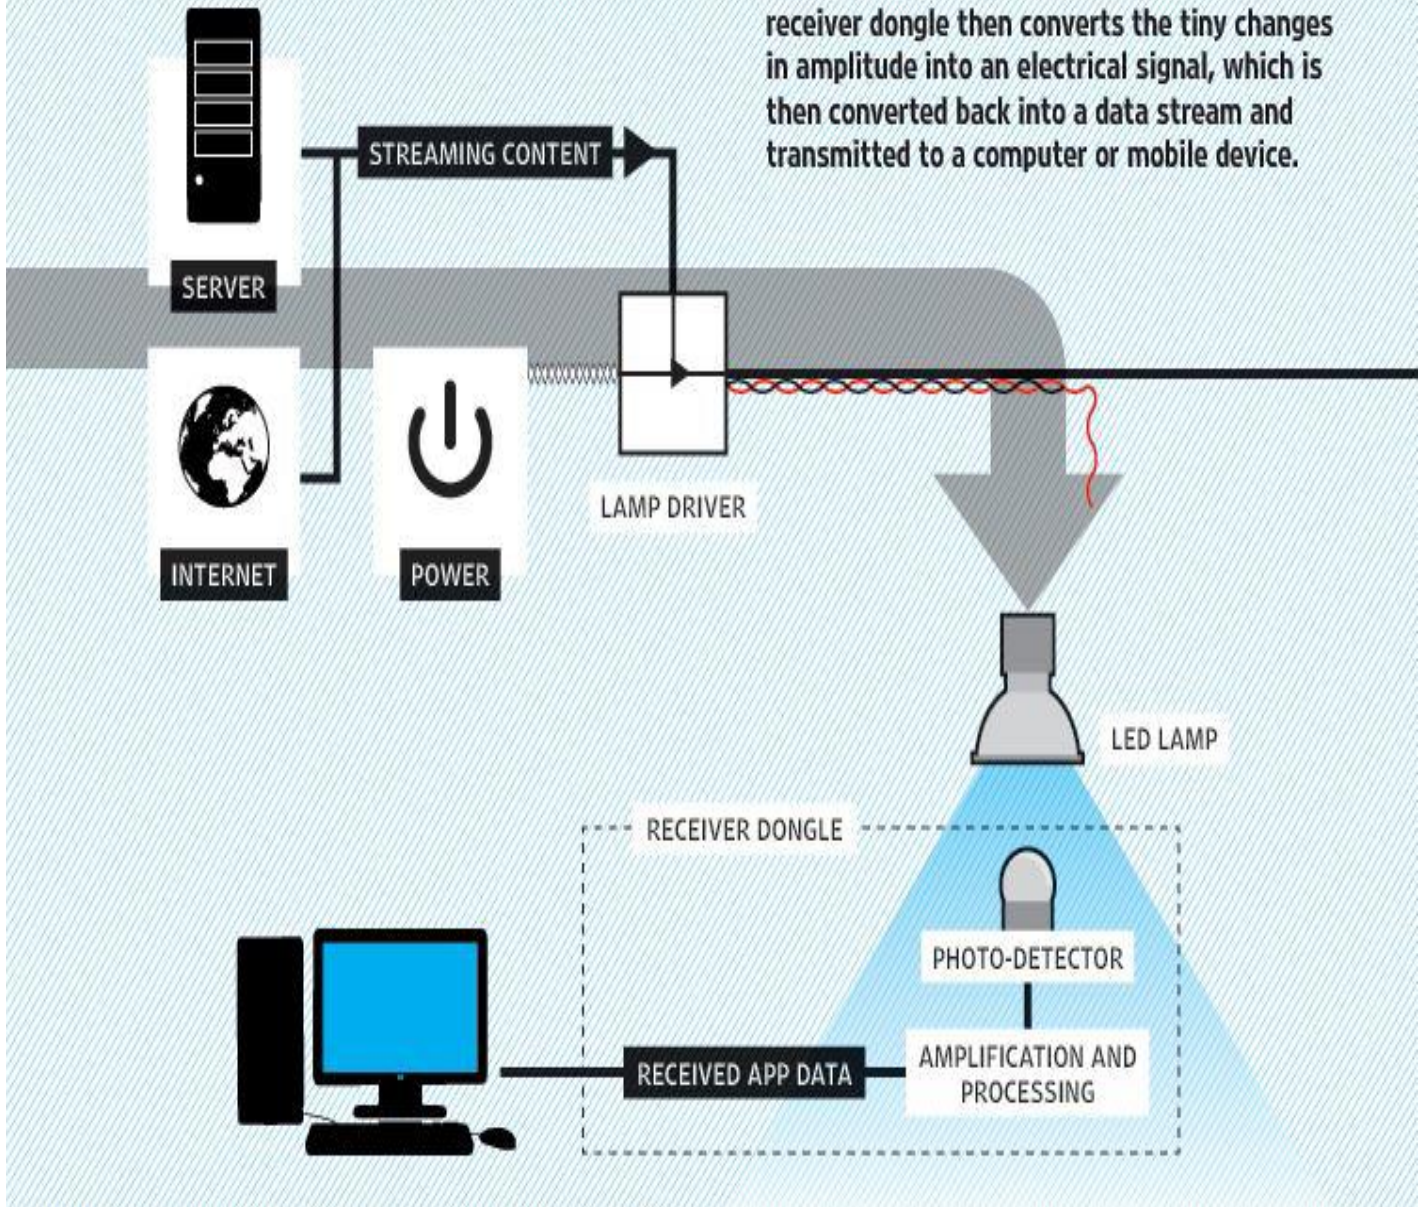 receiver dongle then converts the tiny changes
in amplitude into an electrical signal, which is
then converted back into a data stream and
transmitted to a computer or mobile device.
STREAMING CONTENT
SERVER
LAMP DRIVER
INTERNET
POWER
LED LAMP
RECEIVER DONGLE
PHOTO-DETECTOR
AMPLIFICATION AND
PROCESSING
RECEIVED APP DATA